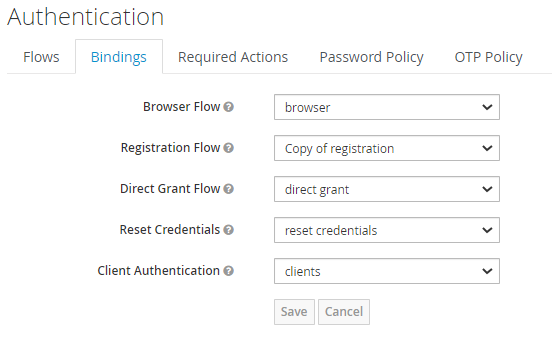 Authentication
Flows Bindings Required Actions Password Policy OTP Policy
Browser Flow ? browser
Registration Flow ? Copy of registration
Direct Grant Flow ? direct grant
Reset Credentials ? reset credentials
Client Authentication ? clients
Save Cancel